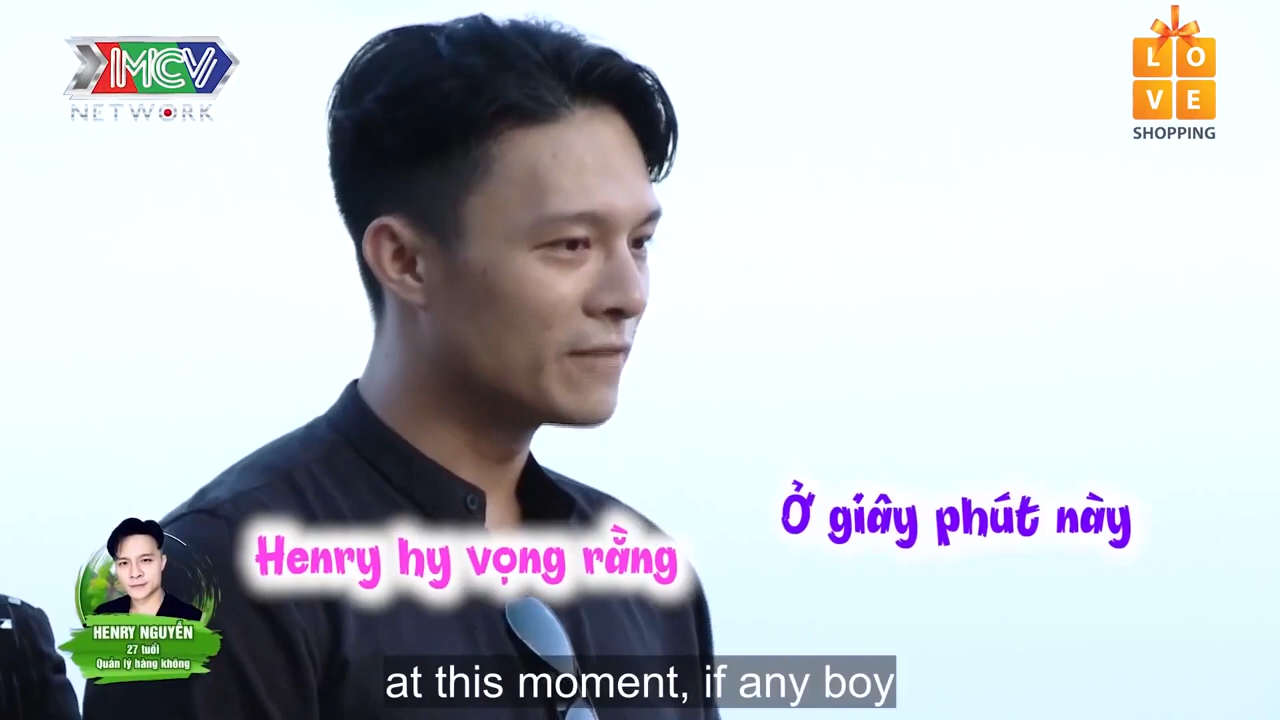 MCV
NETWORK
LOVE
SHOPPING
Ở giây phút này
Henry hy vọng rằng
HENRY NGUYỄN
27 tuổi
Quản lý hàng không
at this moment, if any boy